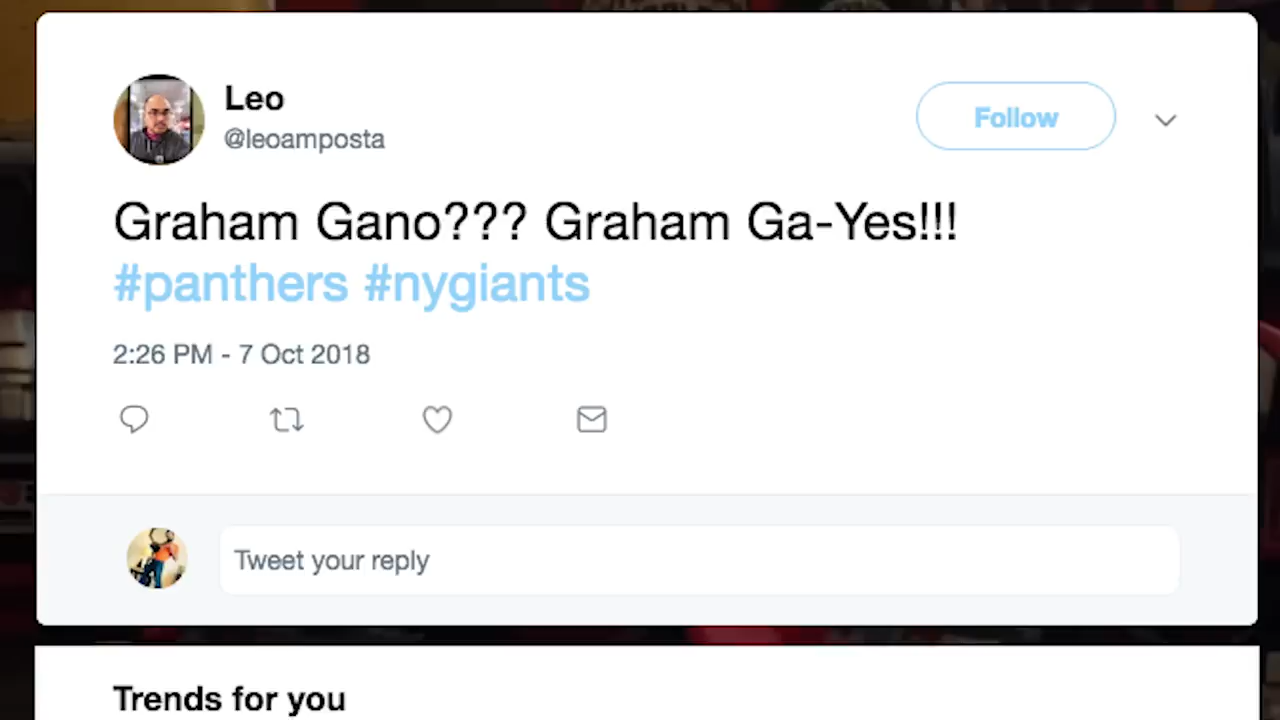 Leo
@leoamposta
Follow
Graham Gano??? Graham Ga-Yes!!!
#panthers #nygiants
2:26 PM - 7 Oct 2018
Tweet your reply
Trends for you